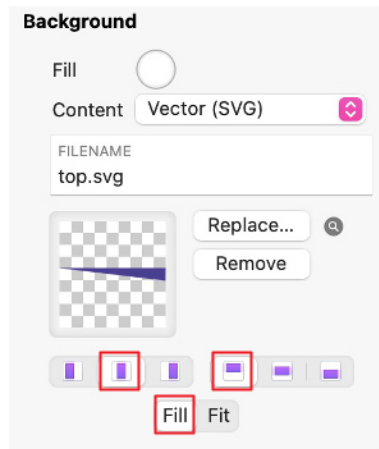 Background
Fill
Content Vector (SVG)
FILENAME
top.svg
Replace...
Remove
Fill Fit